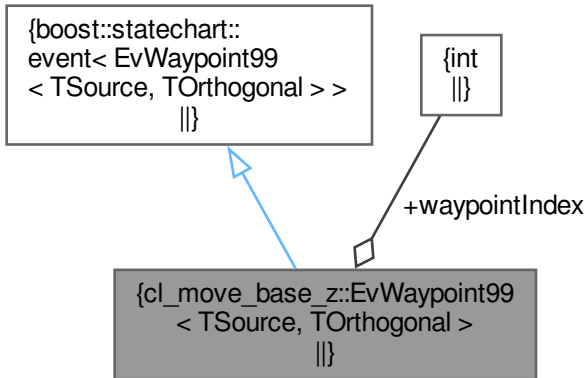 {boost::statechart::
event< EvWaypoint99
< TSource, TOrthogonal > >
||}
{int
||}
+waypointIndex
{cl_move_base_z::EvWaypoint99
< TSource, TOrthogonal >
||}